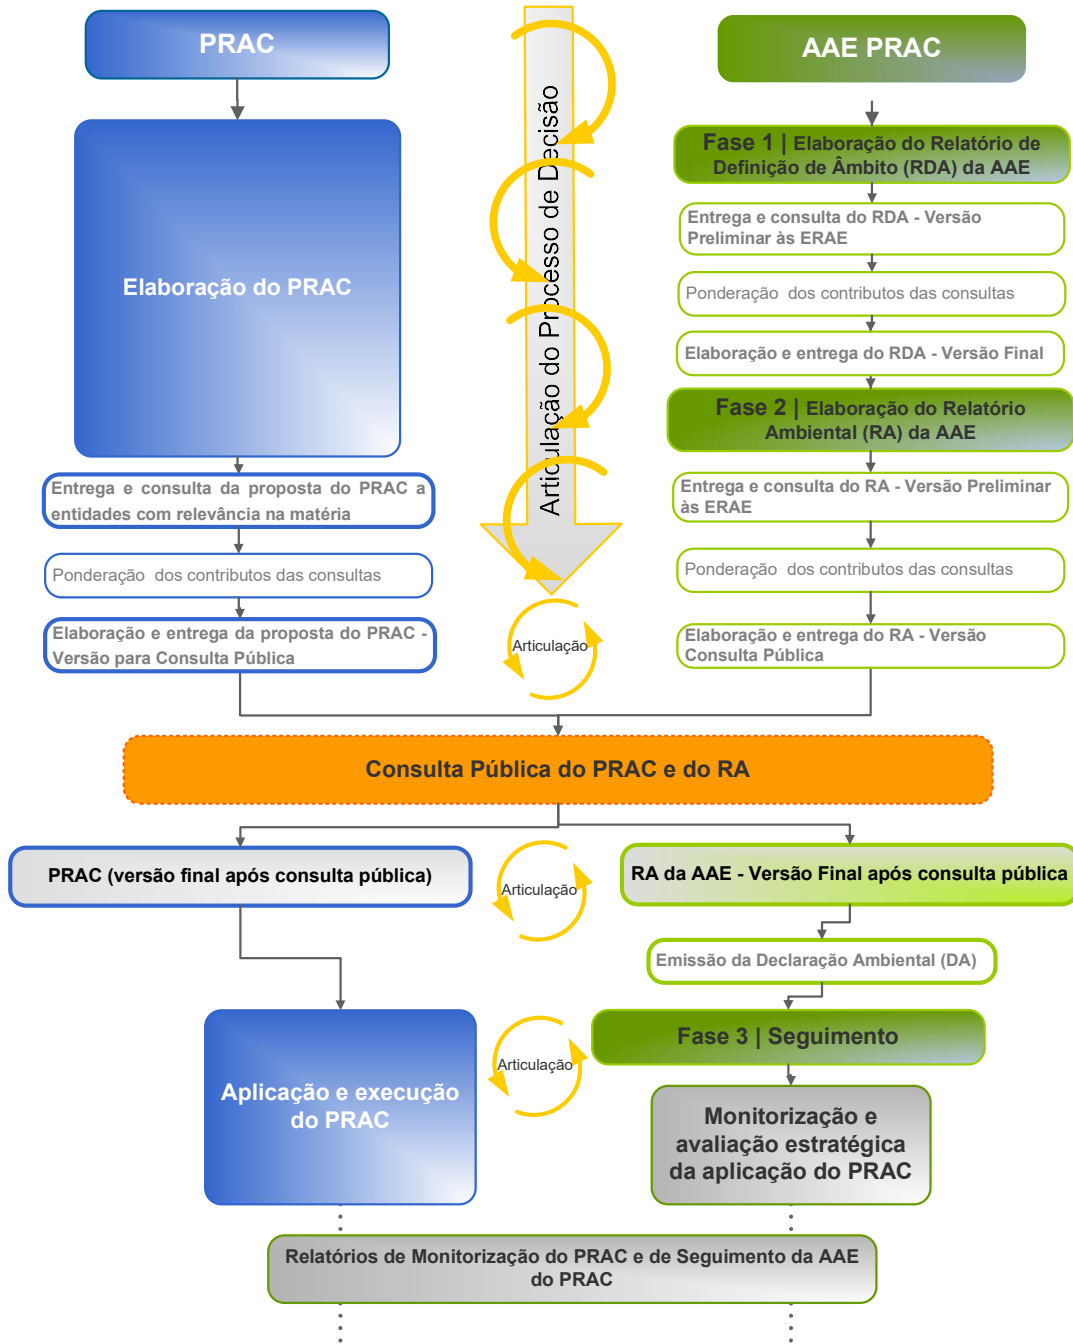 PRAC
AAE PRAC
Articulação do Processo de Decisão
Elaboração do PRAC
Entrega e consulta da proposta do PRAC a
entidades com relevância na matéria
Ponderação dos contributos das consultas
Elaboração e entrega da proposta do PRAC -
Versão para Consulta Pública
Fase 1 | Elaboração do Relatório de
Definição de Âmbito (RDA) da AAE
Entrega e consulta do RDA - Versão
Preliminar às ERAE
Ponderação dos contributos das consultas
Elaboração e entrega do RDA - Versão Final
Fase 2 | Elaboração do Relatório
Ambiental (RA) da AAE
Entrega e consulta do RA - Versão Preliminar
às ERAE
Ponderação dos contributos das consultas
Elaboração e entrega do RA - Versão
Consulta Pública
Articulação
Consulta Pública do PRAC e do RA
PRAC (versão final após consulta pública)
Articulação
RA da AAE - Versão Final após consulta pública
Emissão da Declaração Ambiental (DA)
Aplicação e execução
do PRAC
Articulação
Fase 3 | Seguimento
Monitorização e
avaliação estratégica
da aplicação do PRAC
Relatórios de Monitorização do PRAC e de Seguimento da AAE
do PRAC